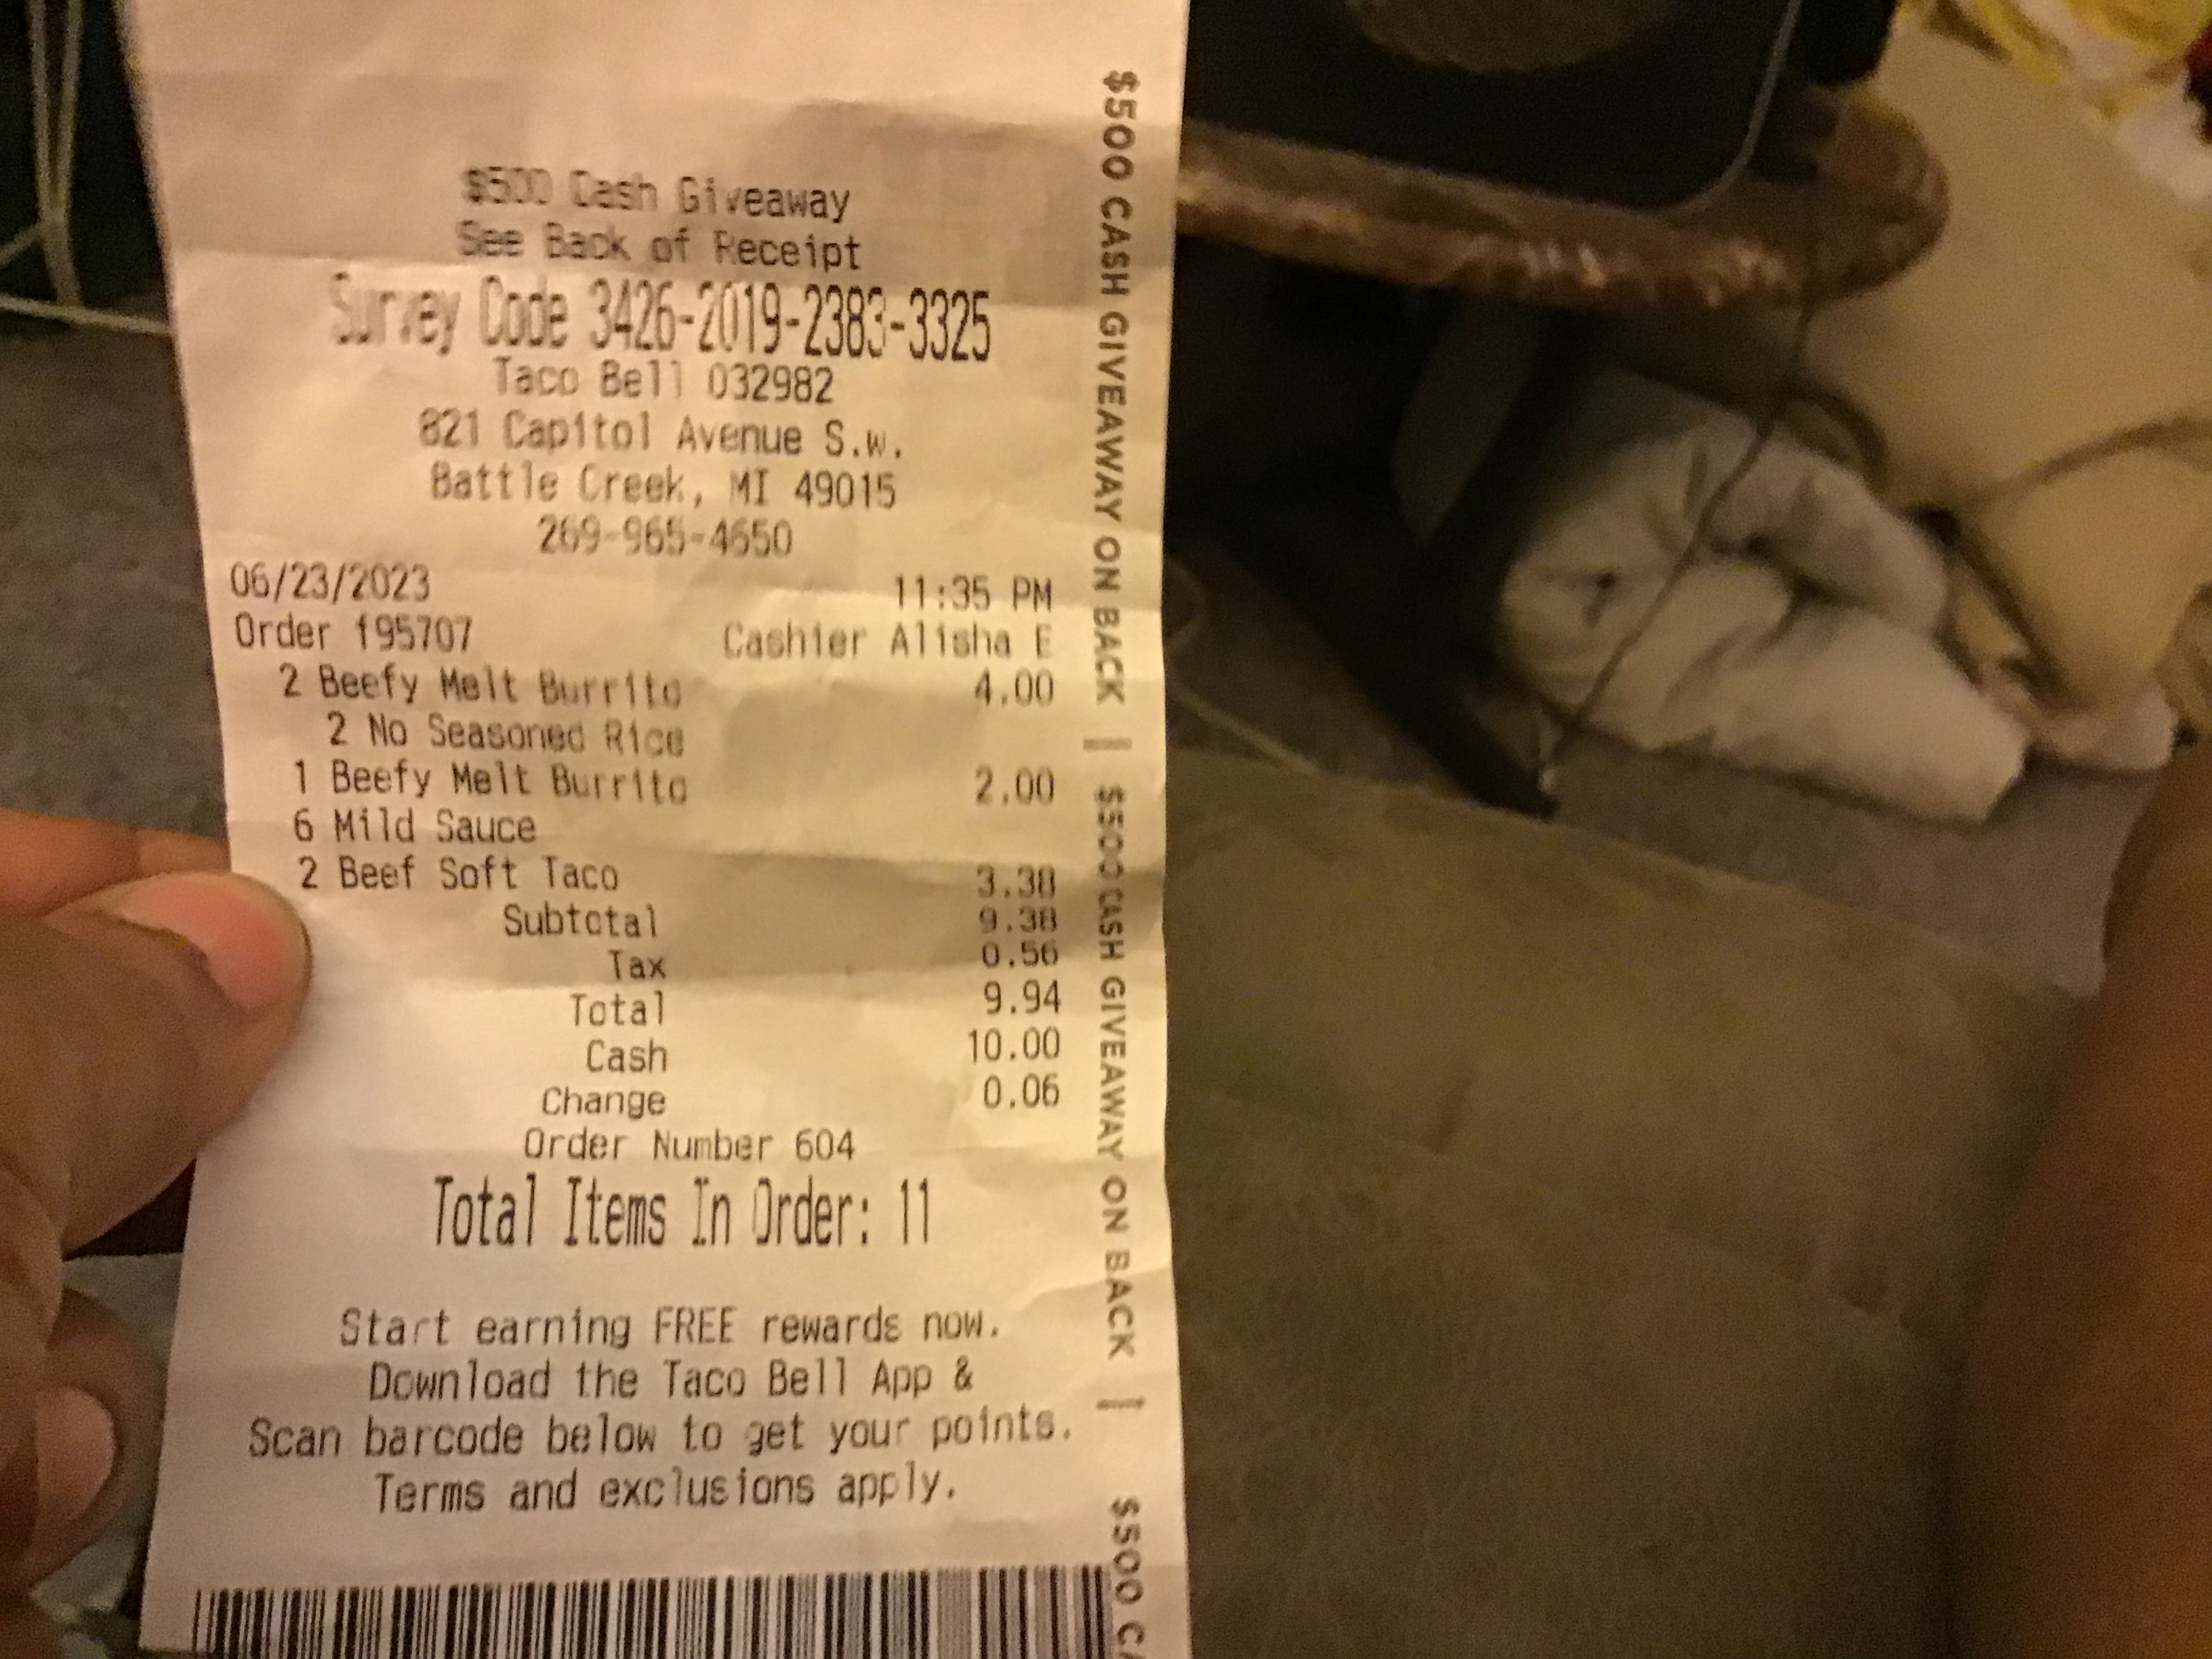 $500 Cash Giveaway
See Back of Receipt
Survey Code 3426-2019-2383-3325
Taco Bell 032982
821 Capitol Avenue S.w.
Battle Creek, MI 49015
269-965-4650
06/23/2023 11:35 PM
Order 195707 Cashier Alisha E
2 Beefy Melt Burrito 4.00
2 No Seasoned Rice
1 Beefy Melt Burrito 2.00
6 Mild Sauce
2 Beef Soft Taco 3.38
Subtotal 9.38
Tax 0.56
Total 9.94
Cash 10.00
Change 0.06
Order Number 604
Total Items In Order: 11
Start earning FREE rewards now.
Download the Taco Bell App &
Scan barcode below to get your points.
Terms and exclusions apply.
$500 CASH GIVEAWAY ON BACK | $500 CASH GIVEAWAY ON BACK | $500 CA